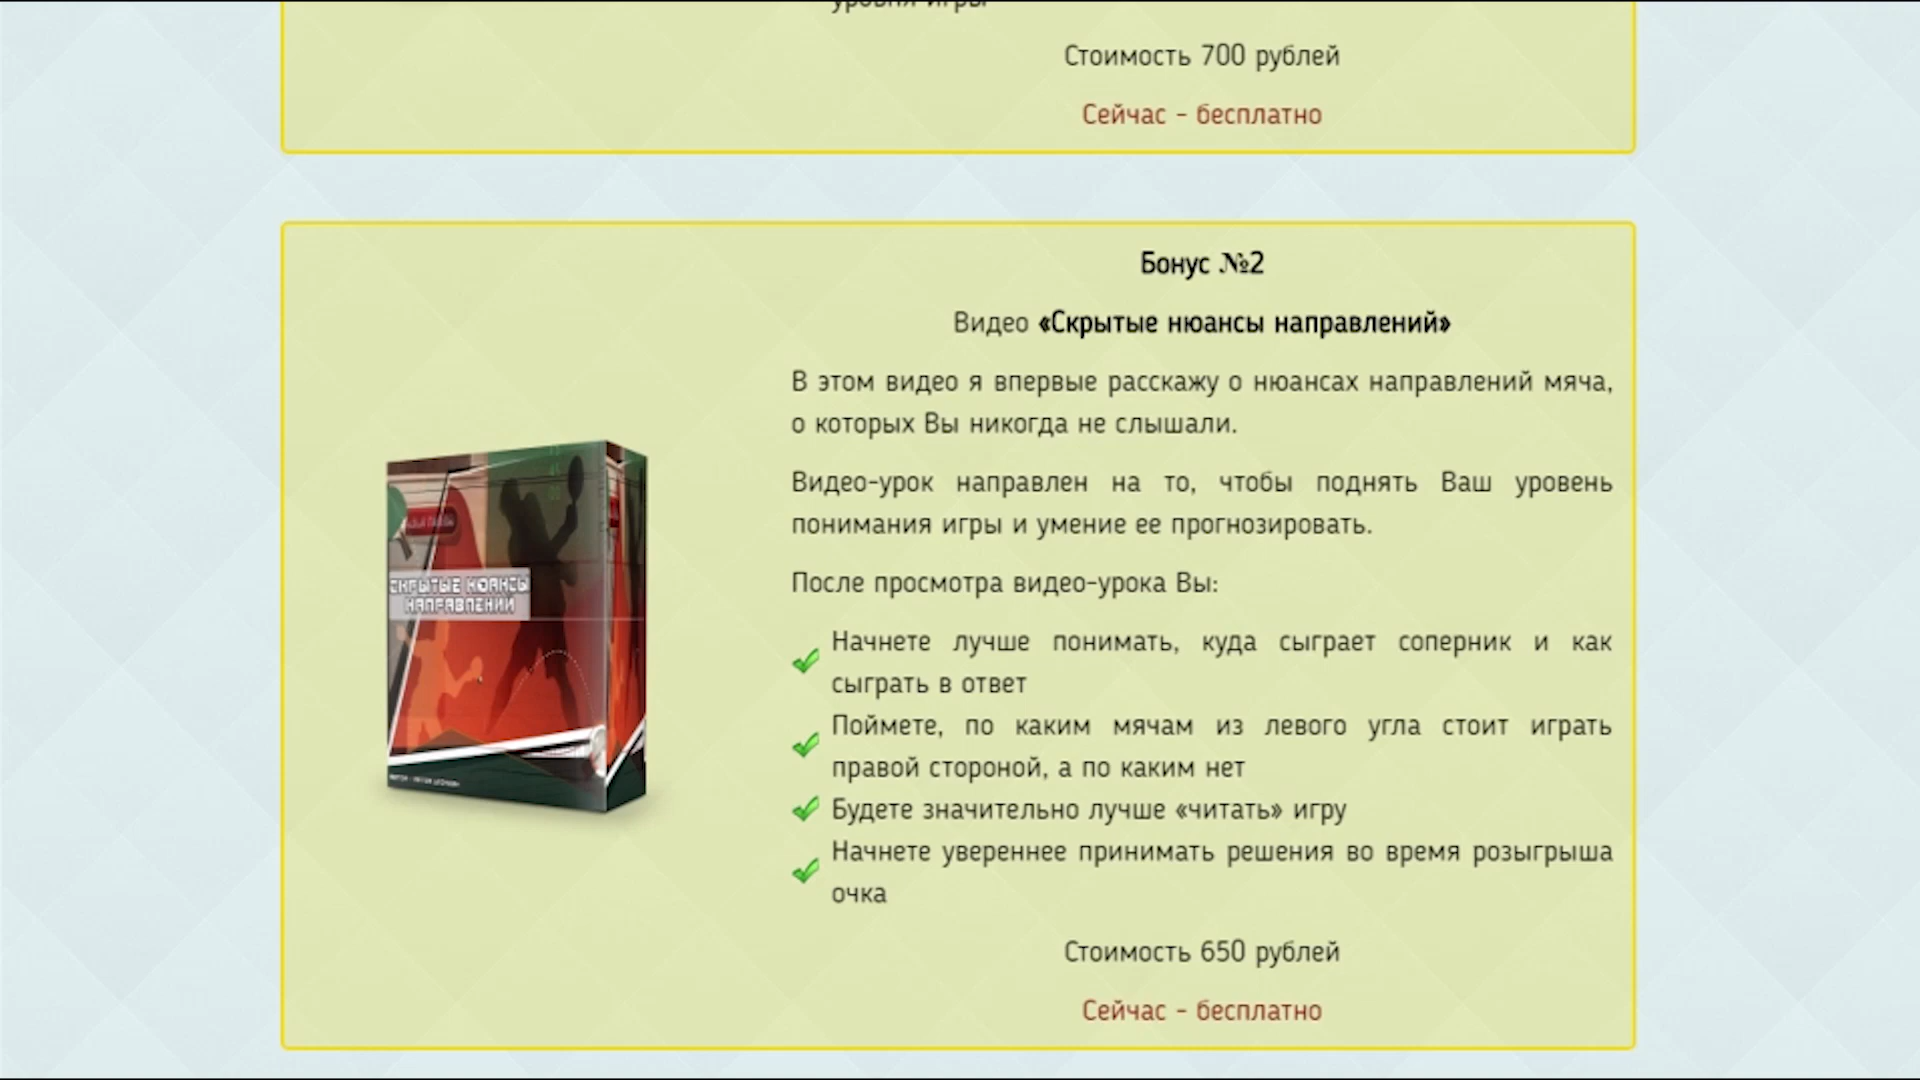 уровня игры
Стоимость 700 рублей
Сейчас - бесплатно
Бонус №2
Видео «Скрытые нюансы направлений»
В этом видео я впервые расскажу о нюансах направлений мяча,
о которых Вы никогда не слышали.
Видео-урок направлен на то, чтобы поднять Ваш уровень
понимания игры и умение ее прогнозировать.
После просмотра видео-урока Вы:
Начнете лучше понимать, куда сыграет соперник и как
сыграть в ответ
Поймете, по каким мячам из левого угла стоит играть
правой стороной, а по каким нет
Будете значительно лучше «читать» игру
Начнете увереннее принимать решения во время розыгрыша
очка
Стоимость 650 рублей
Сейчас - бесплатно
СКРЫТЫЕ НЮАНСЫ
НАПРАВЛЕНИЙ